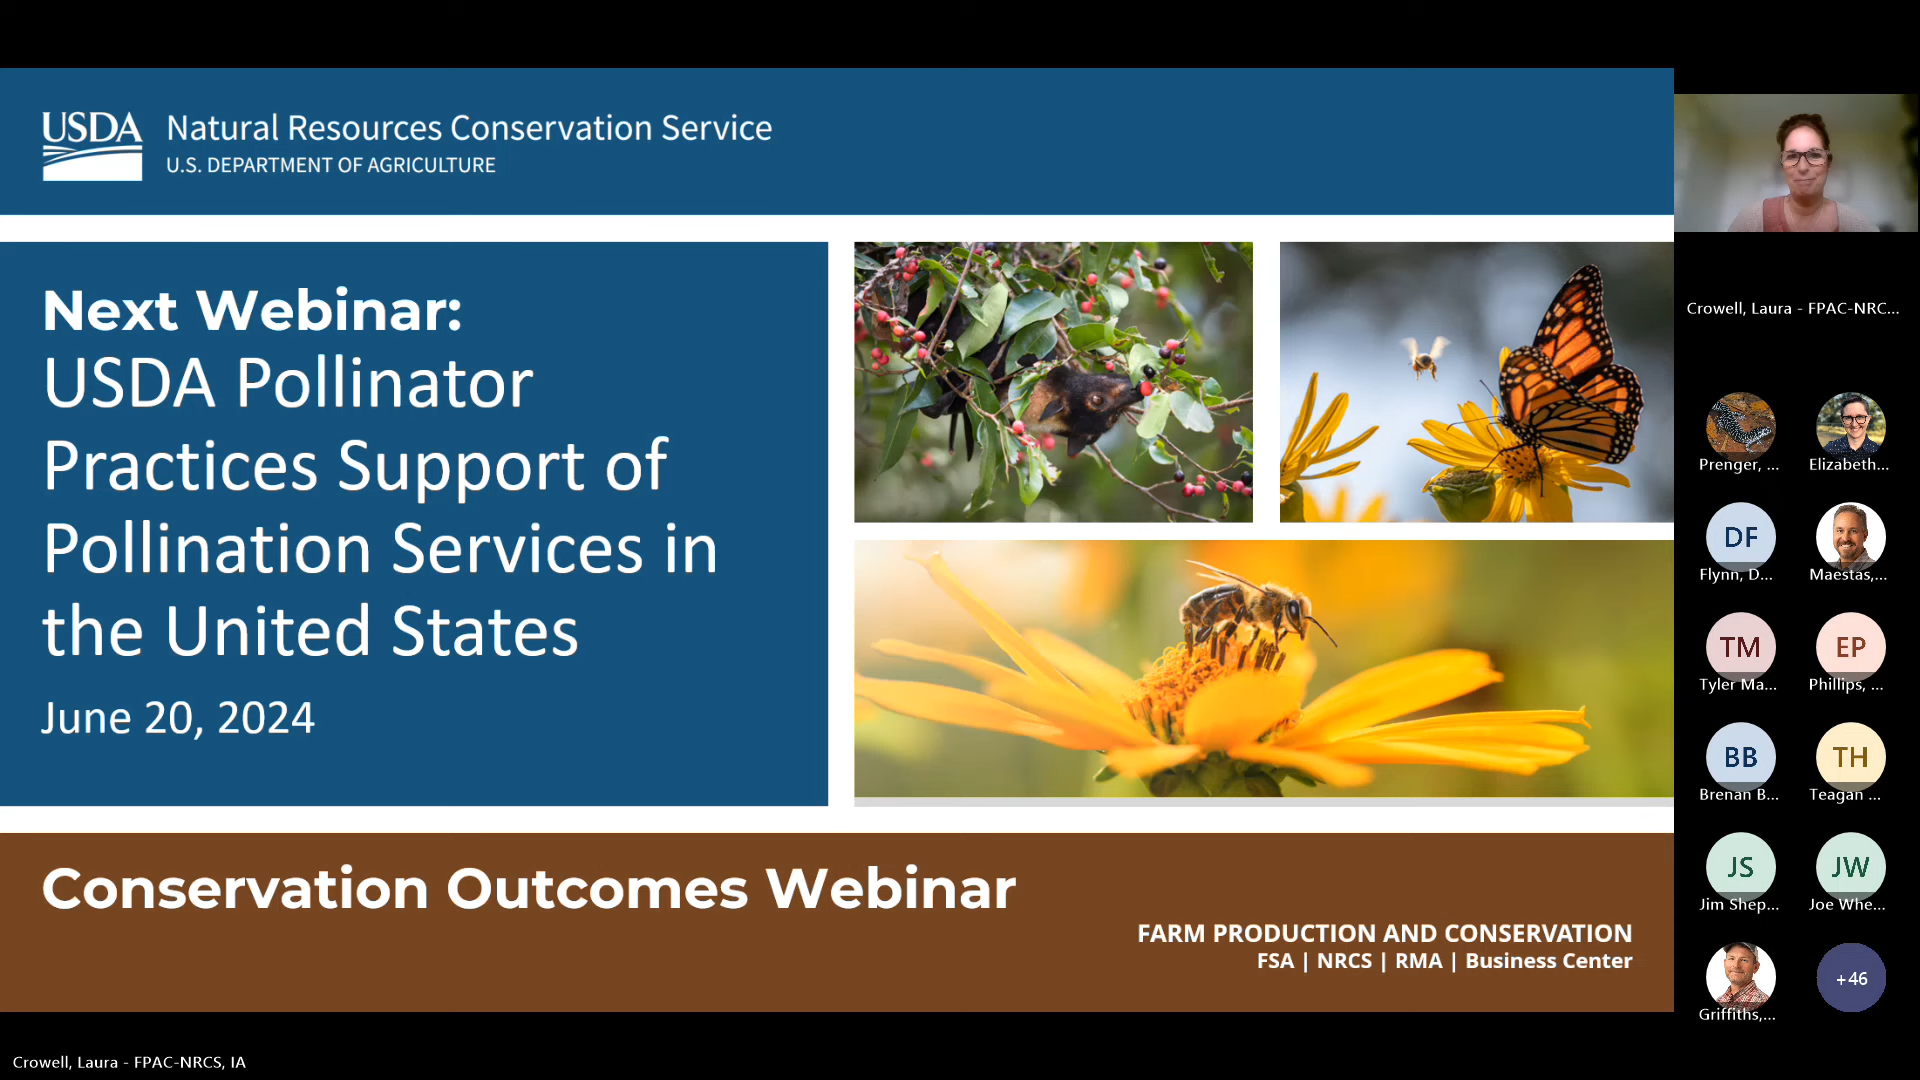 USDA
Natural Resources Conservation Service
U.S. DEPARTMENT OF AGRICULTURE
Next Webinar:
USDA Pollinator
Practices Support of
Pollination Services in
the United States
June 20, 2024
Conservation Outcomes Webinar
FARM PRODUCTION AND CONSERVATION
FSA | NRCS | RMA | Business Center
Crowell, Laura - FPAC-NRC...
Prenger, ...
Elizabeth...
DF
Flynn, D...
Maestas,...
TM
Tyler Ma...
EP
Phillips, ...
BB
Brenan B...
TH
Teagan ...
JS
Jim Shep...
JW
Joe Whe...
Griffiths,...
+46
Crowell, Laura - FPAC-NRCS, IA